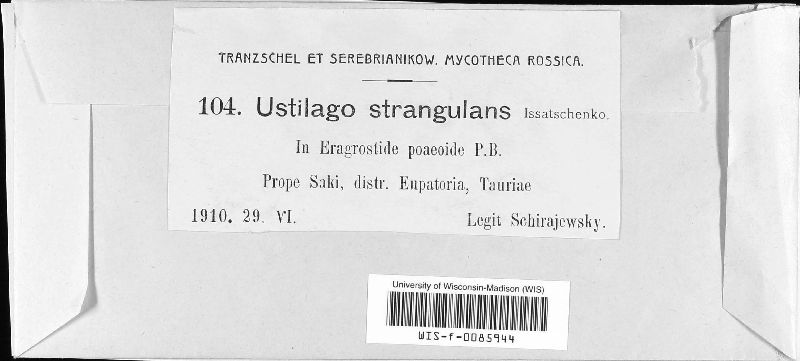 TRANZSCHEL ET SEREBRIANIKOW. MYCOTHECA ROSSICA.
104. Ustilago strangulans Issatschenko.
In Eragrostide poaeoide P.B.
Prope Saki, distr. Eupatoria, Tauriae
1910. 29. VI. Legit Schirajewsky.
University of Wisconsin-Madison (WIS)
WIS-f-0085944